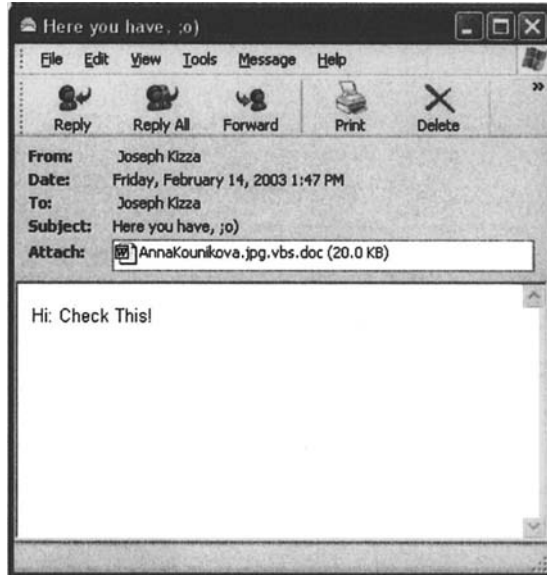 Here you have, ;o)
File Edit View Tools Message Help
Reply Reply All Forward Print Delete »
From: Joseph Kizza
Date: Friday, February 14, 2003 1:47 PM
To: Joseph Kizza
Subject: Here you have, ;o)
Attach: AnnaKounikova.jpg.vbs.doc (20.0 KB)
Hi: Check This!